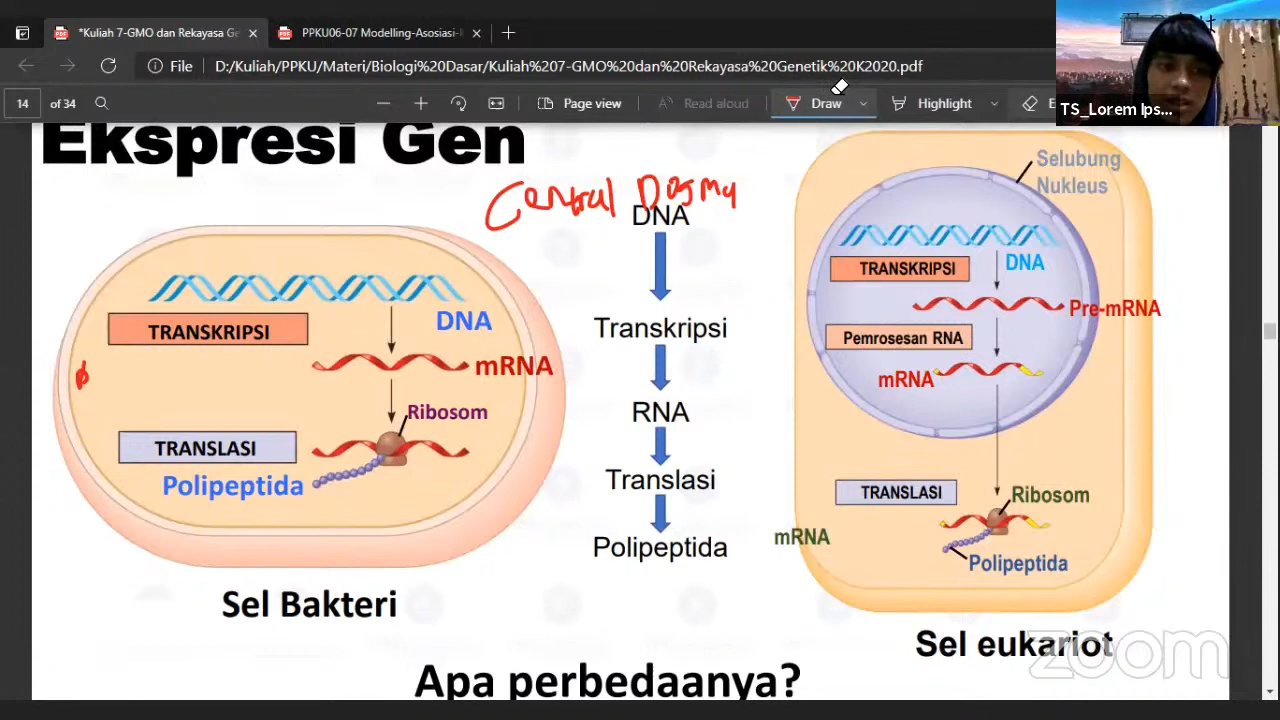 *Kuliah 7-GMO dan Rekayasa Ge
PPKU06-07 Modelling-Asosiasi-
File
D:/Kuliah/PPKU/Materi/Biologi%20Dasar/Kuliah%207-GMO%20dan%20Rekayasa%20Genetik%20K2020.pdf
14 of 34
Page view
Read aloud
Draw
Highlight
TS_Lorem Ips...
Ekspresi Gen
Central Dogma
DNA
Transkripsi
RNA
Translasi
Polipeptida
TRANSKRIPSI
DNA
mRNA
Ribosom
TRANSLASI
Polipeptida
Sel Bakteri
Selubung
Nukleus
DNA
TRANSKRIPSI
Pre-mRNA
Pemrosesan RNA
mRNA
TRANSLASI
Ribosom
mRNA
Polipeptida
Sel eukariot
zoom
Apa perbedaanya?